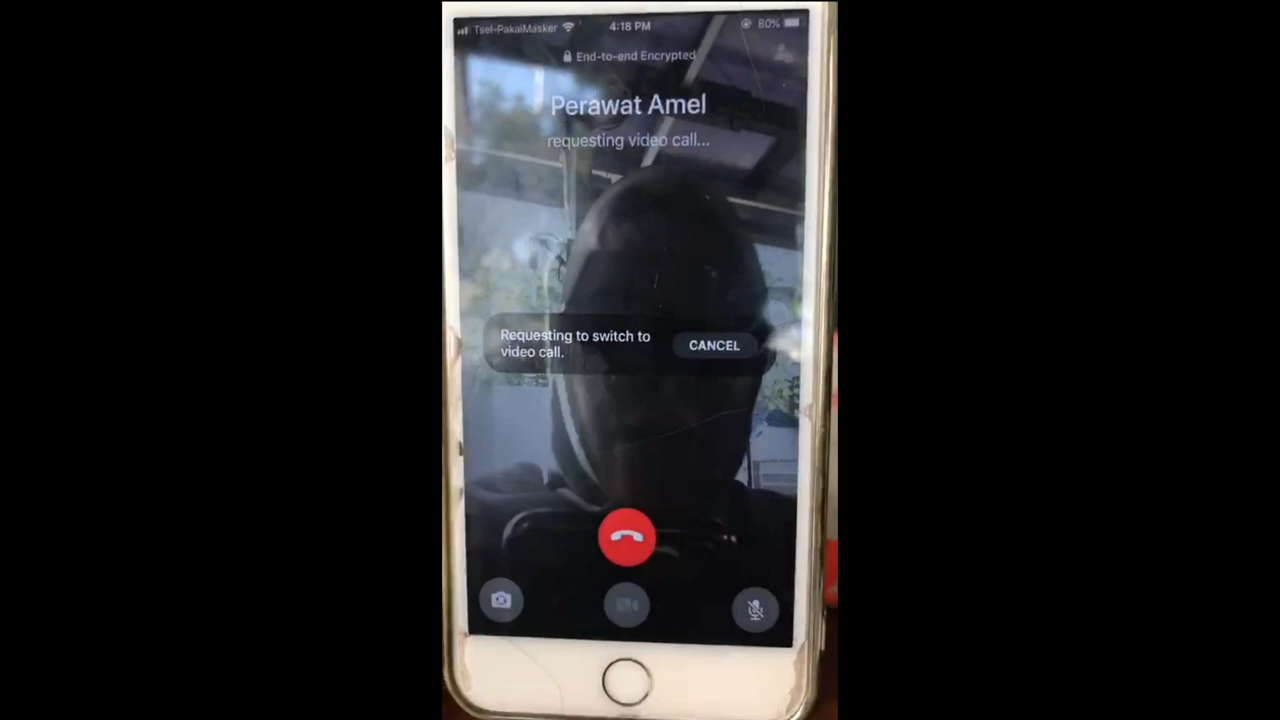 Tsel-PakaiMasker 4:18 PM 80%
End-to-end Encrypted
Perawat Amel
requesting video call...
Requesting to switch to
video call.
CANCEL